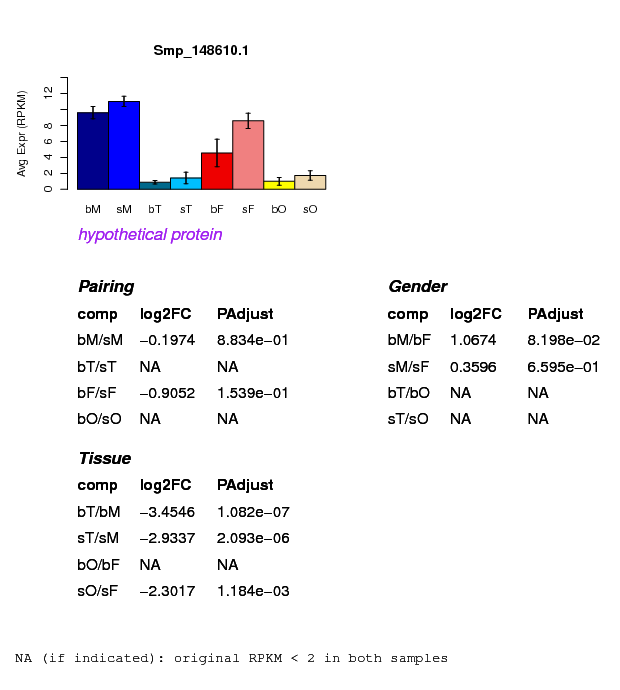 Smp_148610.1
Avg Expr (RPKM)
0 2 4 6 8 12
bM sM bT sT bF sF bO sO
hypothetical protein
Pairing
comp log2FC PAdjust
bM/sM −0.1974 8.834e−01
bT/sT NA NA
bF/sF −0.9052 1.539e−01
bO/sO NA NA
Gender
comp log2FC PAdjust
bM/bF 1.0674 8.198e−02
sM/sF 0.3596 6.595e−01
bT/bO NA NA
sT/sO NA NA
Tissue
comp log2FC PAdjust
bT/bM −3.4546 1.082e−07
sT/sM −2.9337 2.093e−06
bO/bF NA NA
sO/sF −2.3017 1.184e−03
NA (if indicated): original RPKM < 2 in both samples